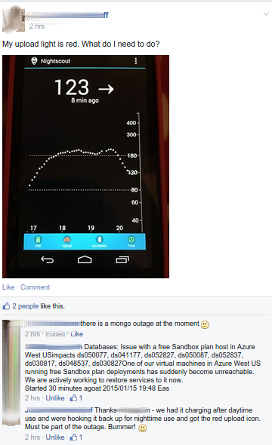 ff
2 hrs
My upload light is red. What do I need to do?
Nightscout
123 →
8 min ago
400
300
180
120
80
60
40
17 18 19 20
Like · Comment
2 people like this.
there is a mongo outage at the moment
2 hrs · Edited · Like
h Databases: Issue with a free Sandbox plan host in Azure
West USimpacts ds050077, ds041177, ds052827, ds050087, ds052837,
ds030817, ds048537, ds030827One of our virtual machines in Azure West US
running free Sandbox plan deployments has suddenly become unreachable.
We are actively working to restore services to it now.
Started 30 minutes agoat 2015/01/15 19:48 Eas
2 hrs · Unlike · 1
f Thanks n - we had it charging after daytime
use and were hooking it back up for nighttime use and got the red upload icon.
Must be part of the outage. Bummer!
2 hrs · Unlike · 1